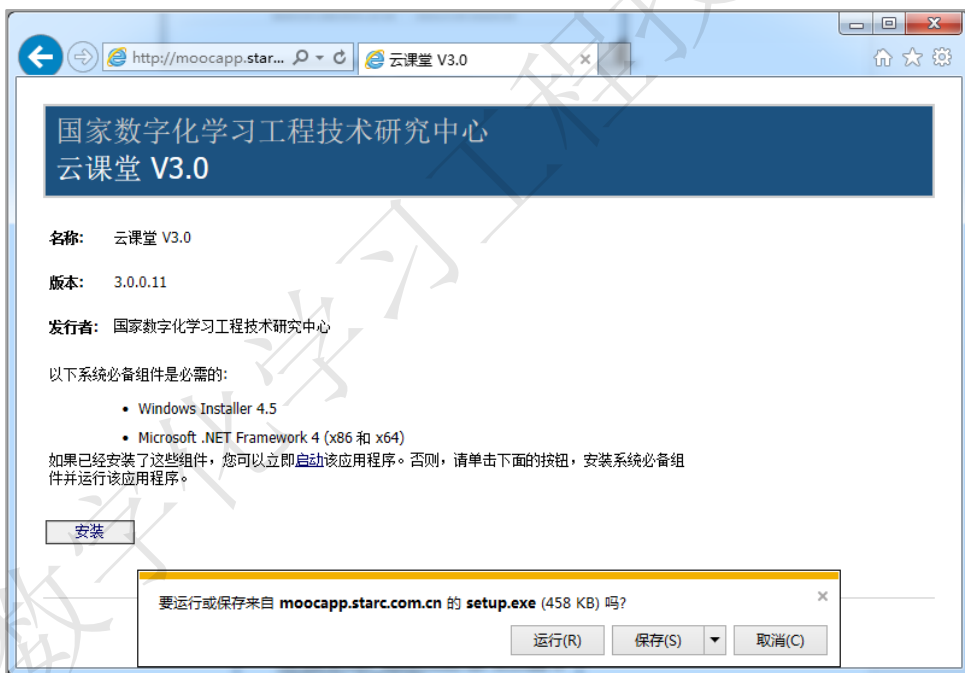 http://moocapp.star...
云课堂 V3.0
国家数字化学习工程技术研究中心
云课堂 V3.0
名称: 云课堂 V3.0
版本: 3.0.0.11
发行者: 国家数字化学习工程技术研究中心
以下系统必备组件是必需的:
• Windows Installer 4.5
• Microsoft .NET Framework 4 (x86 和 x64)
如果已经安装了这些组件，您可以立即启动该应用程序。否则，请单击下面的按钮，安装系统必备组
件并运行该应用程序。
安装
要运行或保存来自 moocapp.starc.com.cn 的 setup.exe (458 KB) 吗?
运行(R) 保存(S) 取消(C)
数字化学习工程技